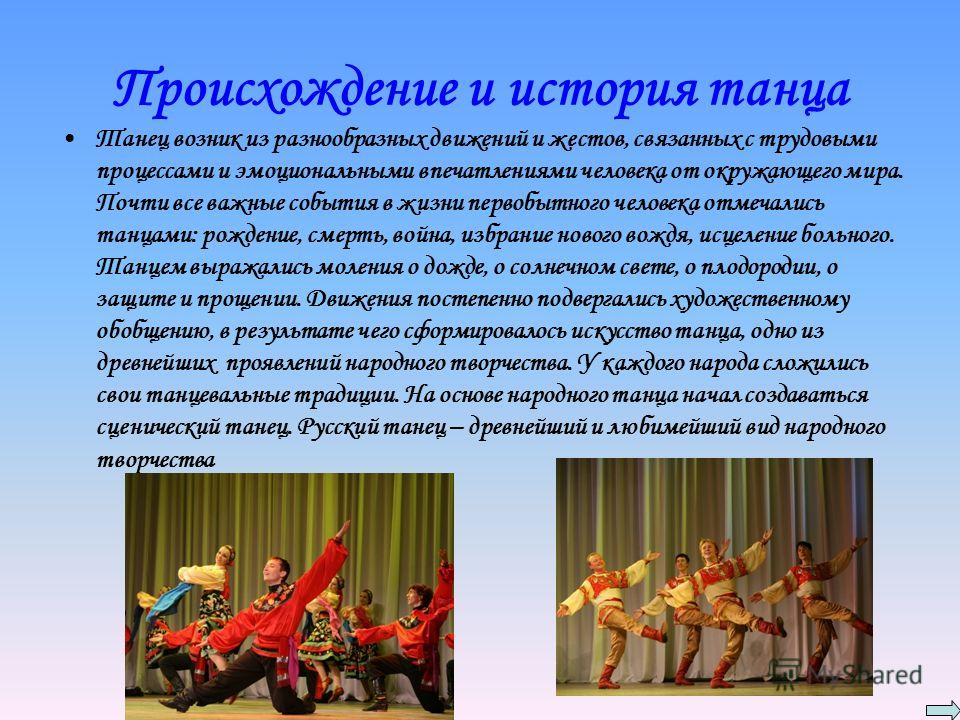 Происхождение и история танца
• Танец возник из разнообразных движений и жестов, связанных с трудовыми
процессами и эмоциональными впечатлениями человека от окружающего мира.
Почти все важные события в жизни первобытного человека отмечались
танцами: рождение, смерть, война, избрание нового вождя, исцеление больного.
Танцем выражались моления о дожде, о солнечном свете, о плодородии, о
защите и прощении. Движения постепенно подвергались художественному
обобщению, в результате чего сформировалось искусство танца, одно из
древнейших проявлений народного творчества. У каждого народа сложились
свои танцевальные традиции. На основе народного танца начал создаваться
сценический танец. Русский танец – древнейший и любимейший вид народного
творчества
MyShared